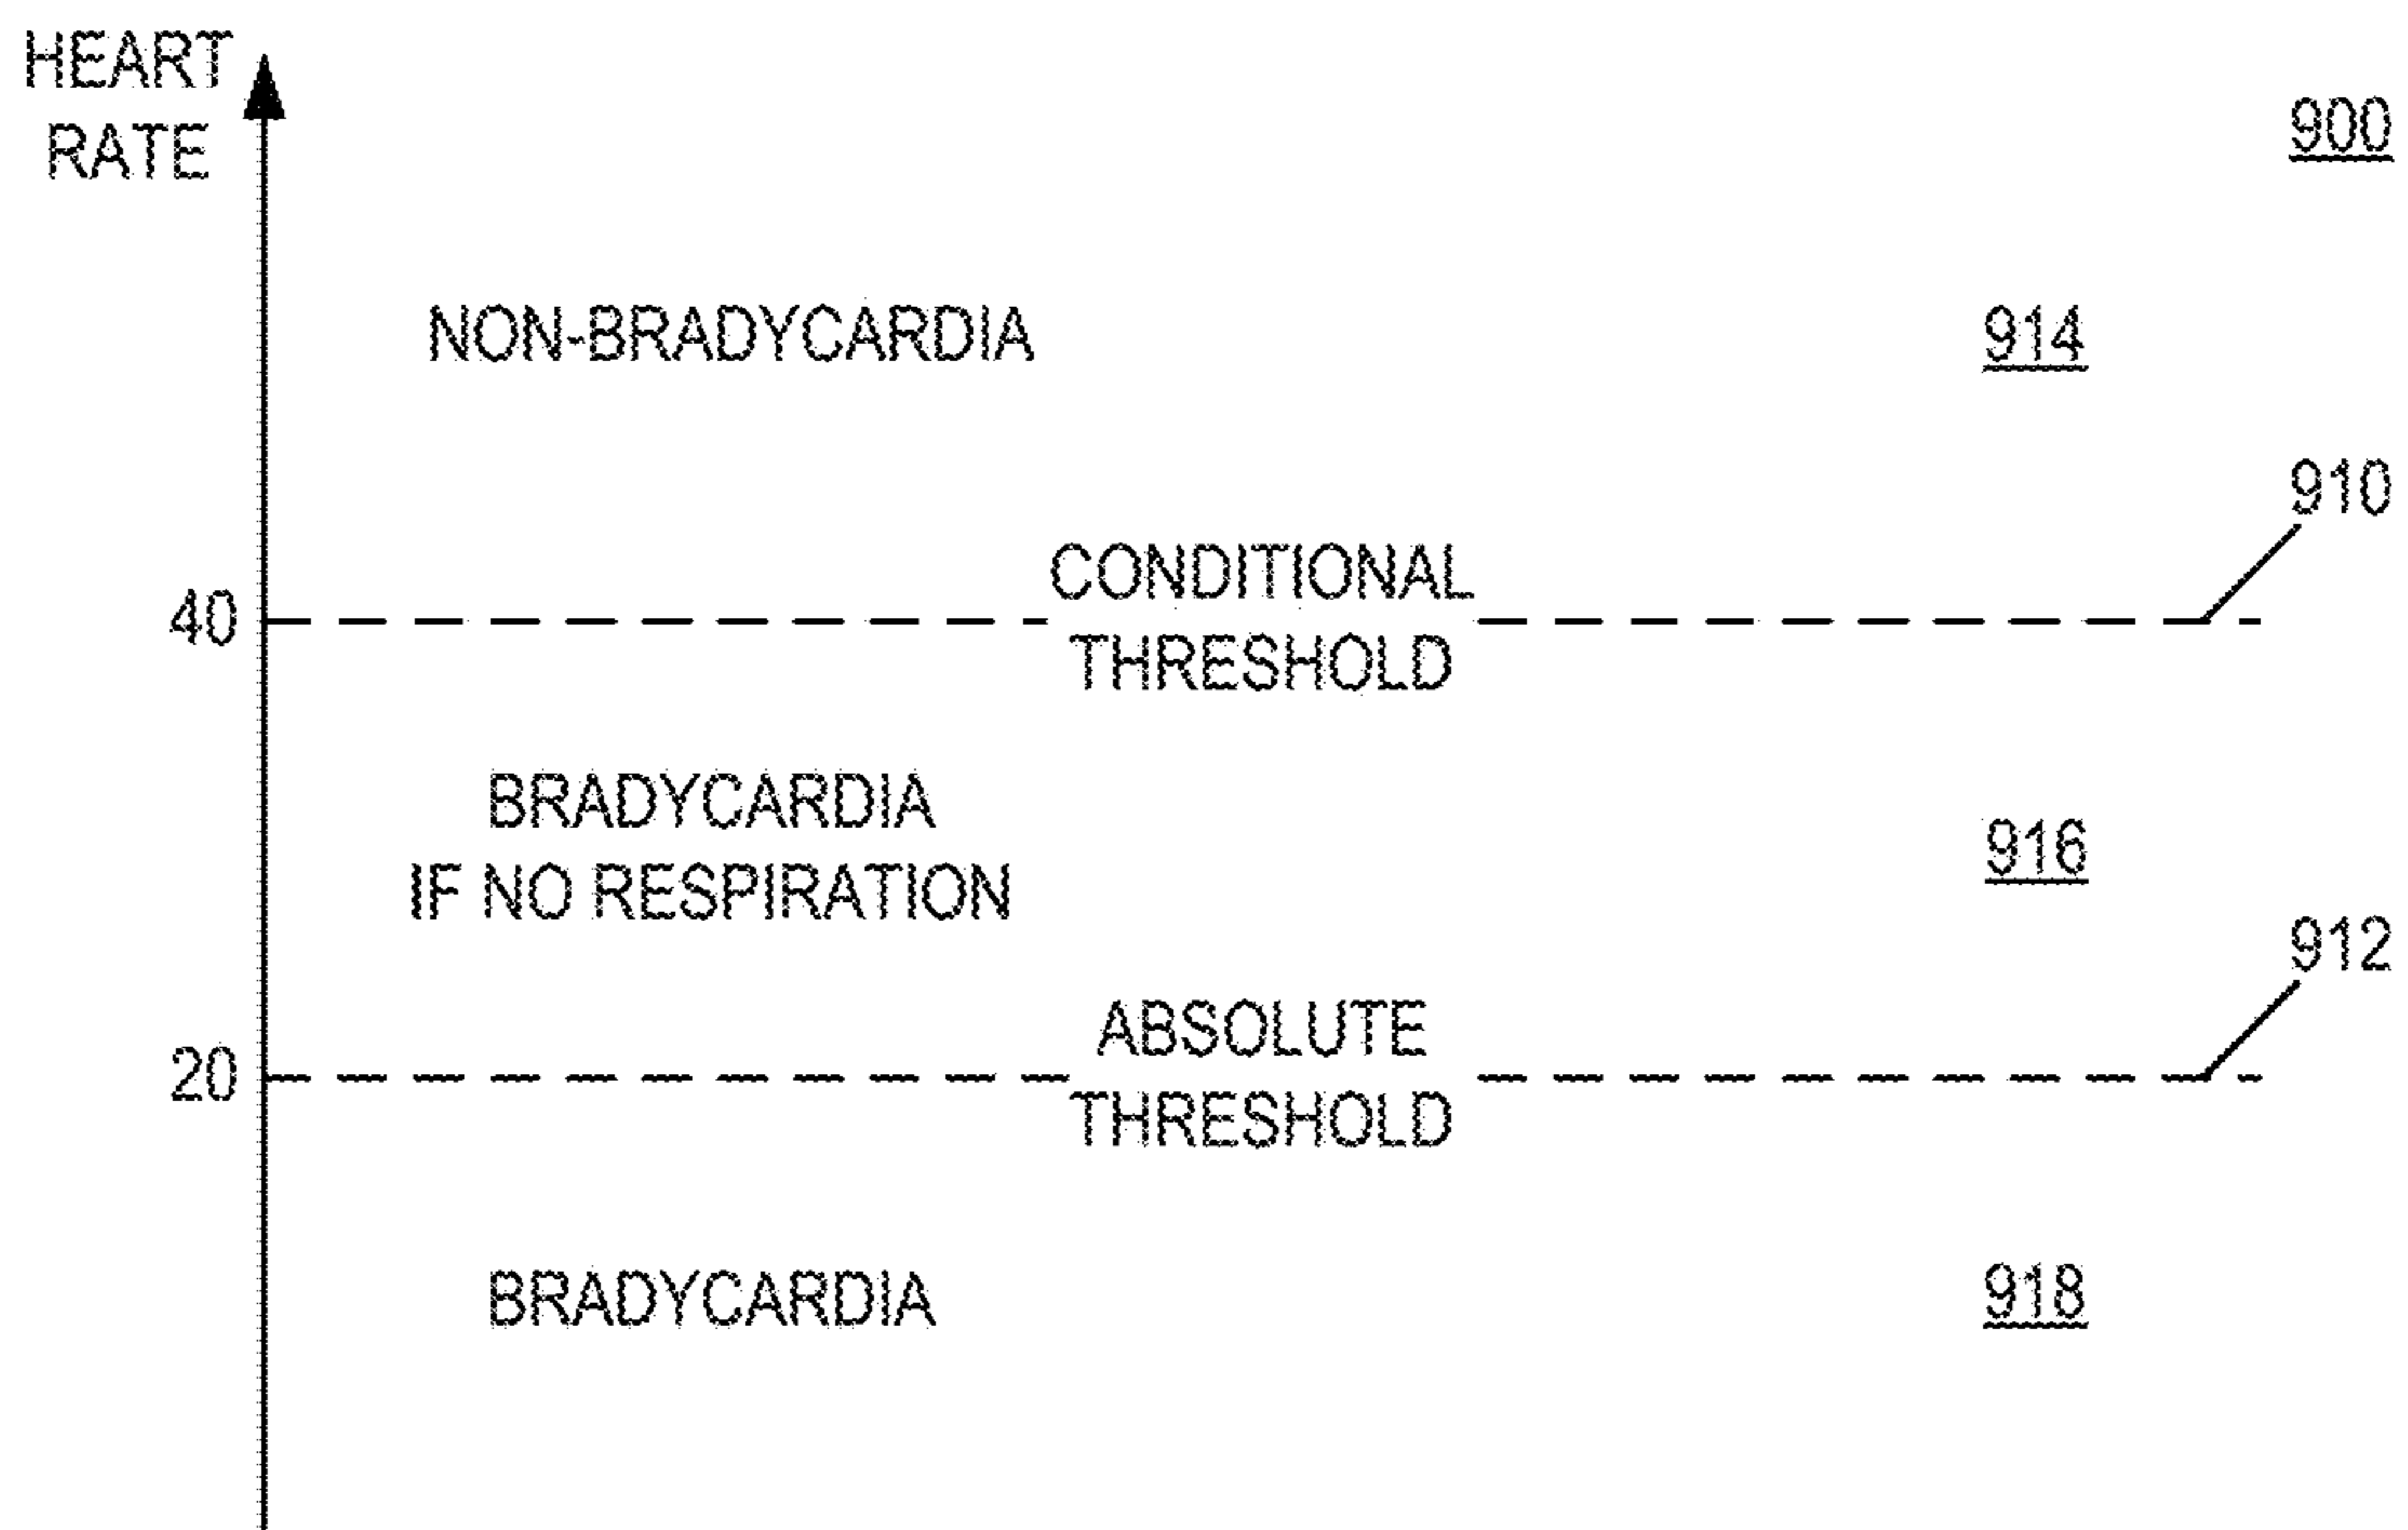 HEART
RATE
900
NON-BRADYCARDIA
914
910
CONDITIONAL
40
THRESHOLD
BRADYCARDIA
IF NO RESPIRATION
916
912
ABSOLUTE
20
THRESHOLD
BRADYCARDIA
918